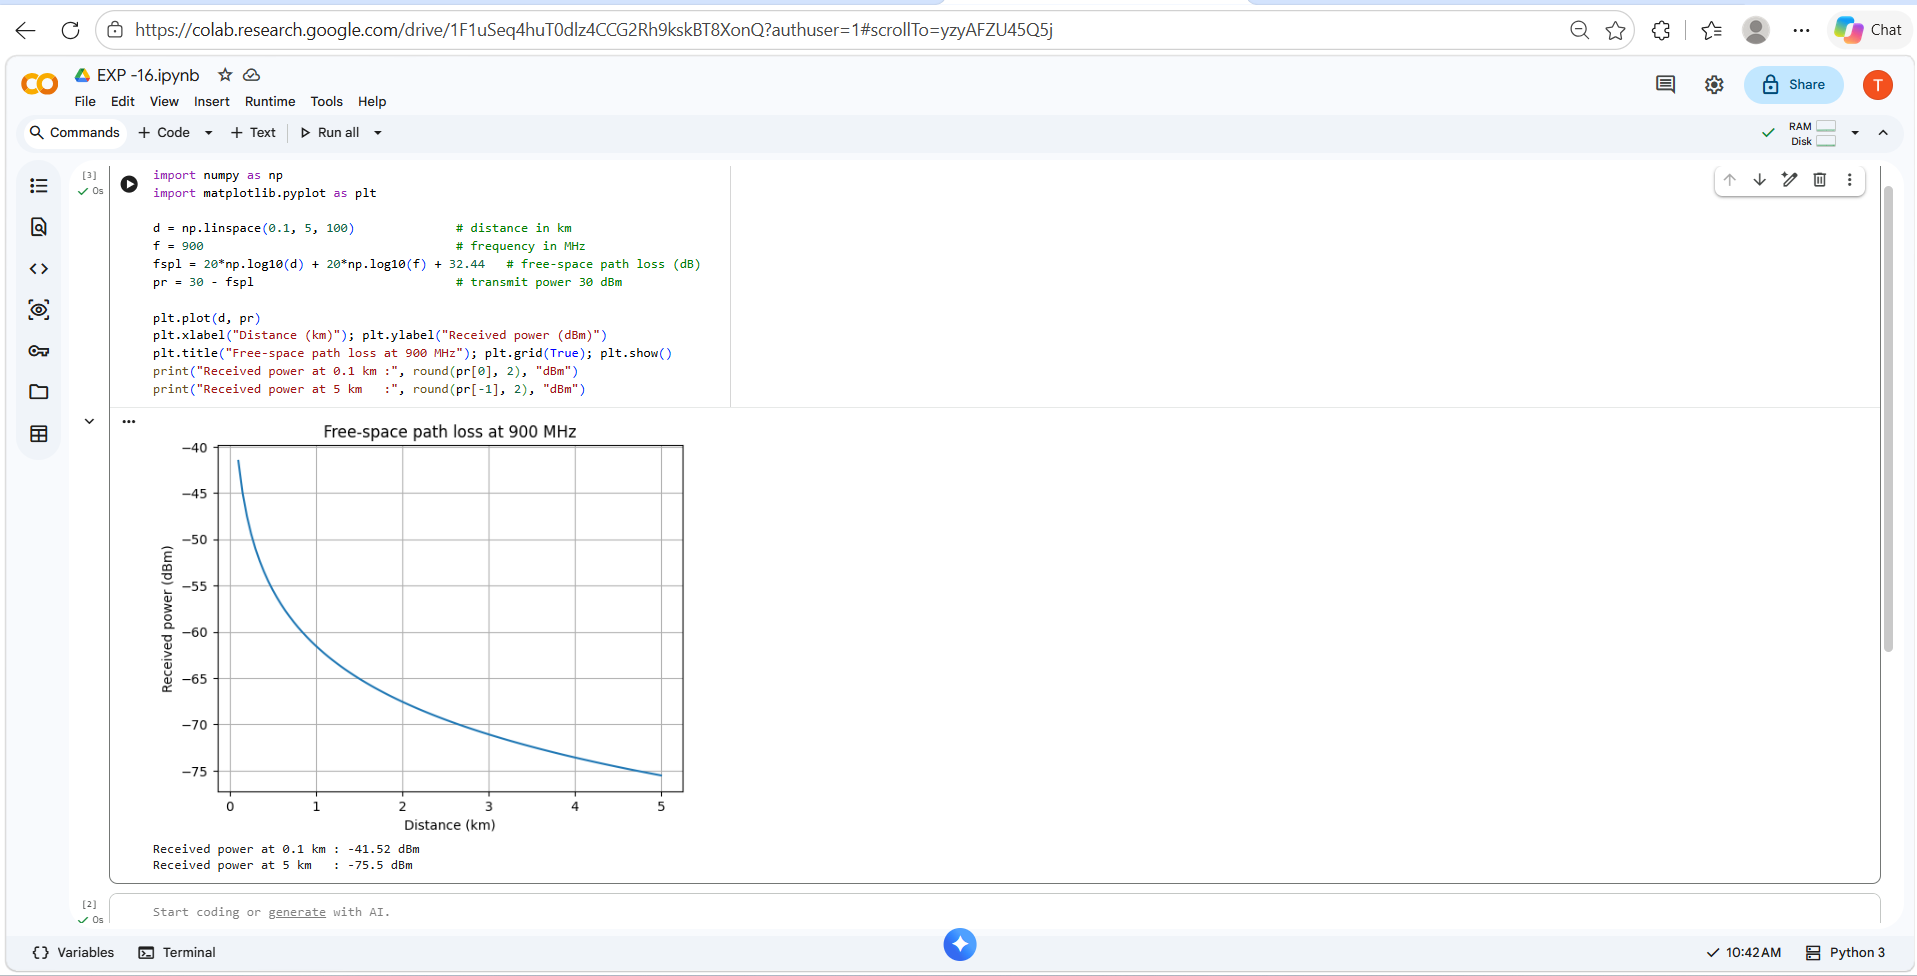 https://colab.research.google.com/drive/1F1uSeq4huT0dlz4CCG2Rh9kskBT8XonQ?authuser=1#scrollTo=yzyAFZU45Q5j
Chat
CO
EXP -16.ipynb
File Edit View Insert Runtime Tools Help
Share
T
Commands + Code + Text Run all
RAM
Disk
[3]
0s
import numpy as np
import matplotlib.pyplot as plt
d = np.linspace(0.1, 5, 100) # distance in km
f = 900 # frequency in MHz
fspl = 20*np.log10(d) + 20*np.log10(f) + 32.44 # free-space path loss (dB)
pr = 30 - fspl # transmit power 30 dBm
plt.plot(d, pr)
plt.xlabel("Distance (km)"); plt.ylabel("Received power (dBm)")
plt.title("Free-space path loss at 900 MHz"); plt.grid(True); plt.show()
print("Received power at 0.1 km :", round(pr[0], 2), "dBm")
print("Received power at 5 km   :", round(pr[-1], 2), "dBm")
Free-space path loss at 900 MHz
−40
−45
−50
−55
−60
−65
−70
−75
Received power (dBm)
0 1 2 3 4 5
Distance (km)
Received power at 0.1 km : -41.52 dBm
Received power at 5 km   : -75.5 dBm
[2]
0s
Start coding or generate with AI.
{} Variables Terminal
10:42 AM Python 3